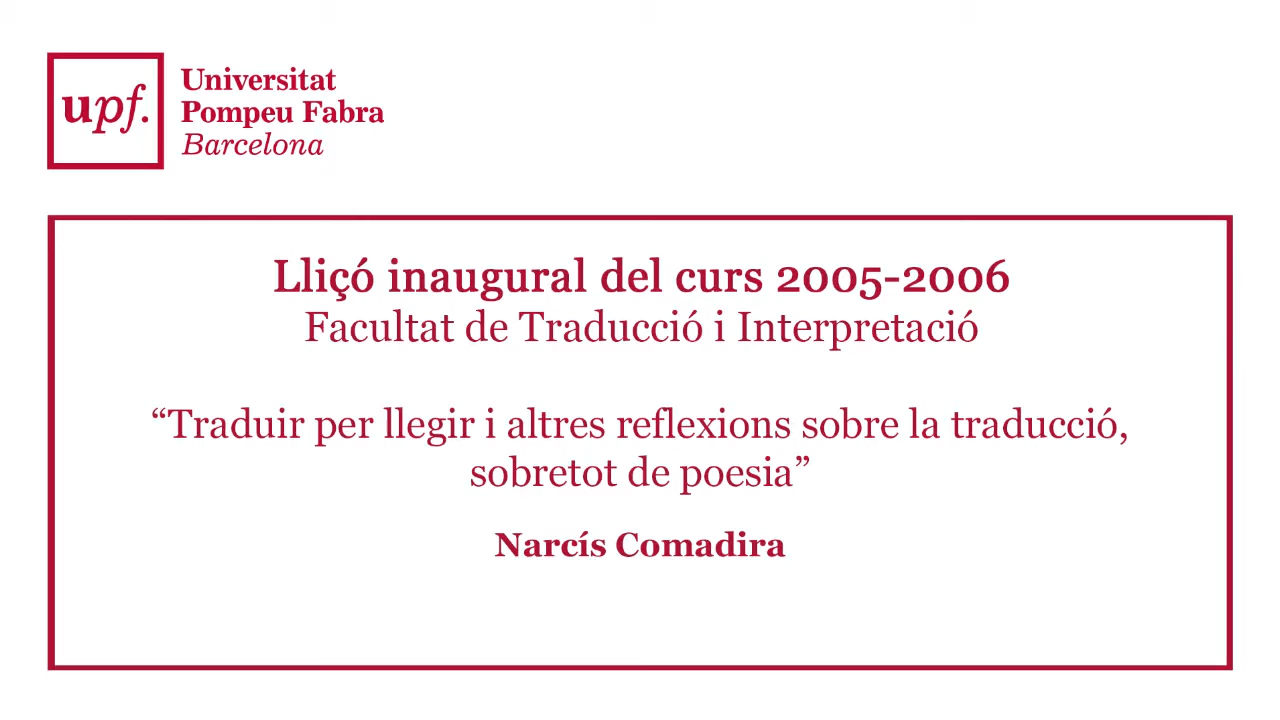 upf.
Universitat
Pompeu Fabra
Barcelona
Lliçó inaugural del curs 2005-2006
Facultat de Traducció i Interpretació
“Traduir per llegir i altres reflexions sobre la traducció,
sobretot de poesia”
Narcís Comadira